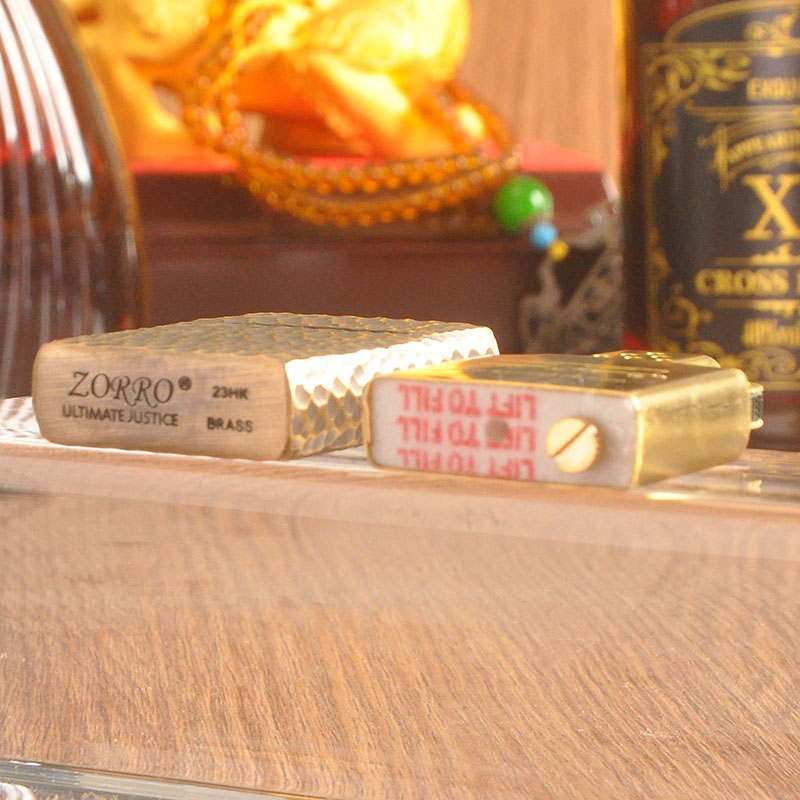 ZORRO®
23HK
ULTIMATE JUSTICE
BRASS
LIFT TO FILL
LIFT TO FILL
LIFT TO FILL
X
CROSS